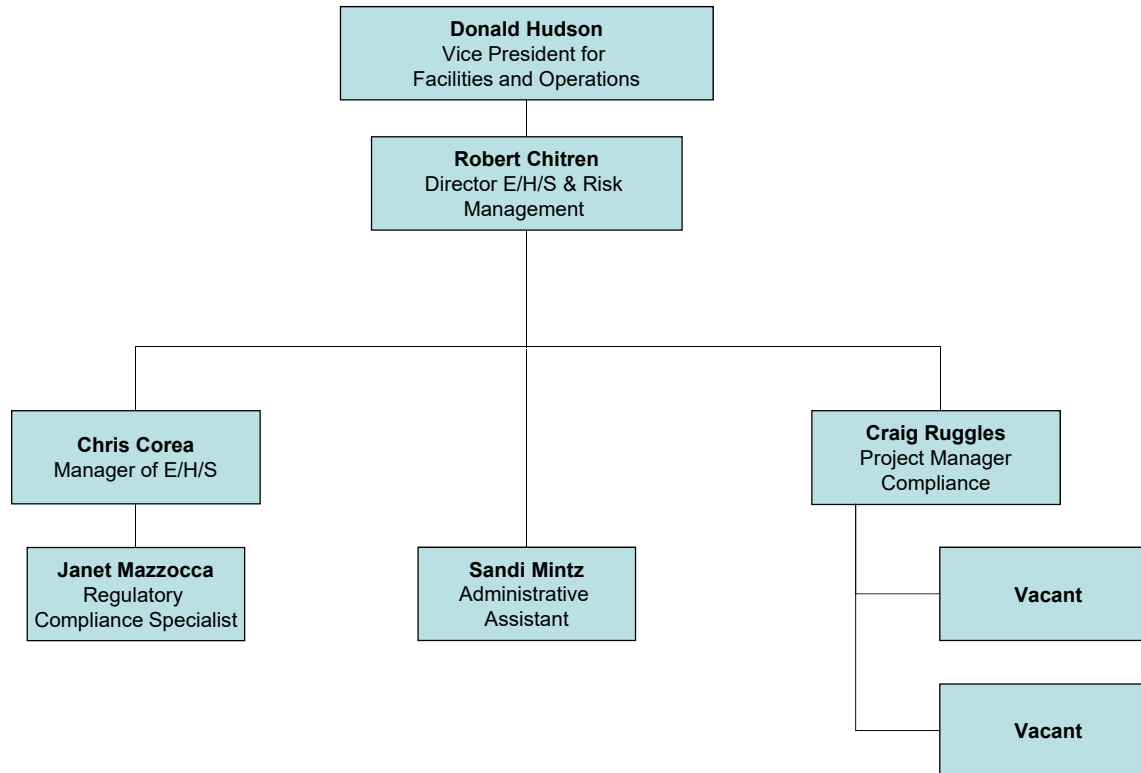 Donald Hudson
Vice President for
Facilities and Operations
Robert Chitren
Director E/H/S & Risk
Management
Chris Corea
Manager of E/H/S
Craig Ruggles
Project Manager
Compliance
Janet Mazzocca
Regulatory
Compliance Specialist
Sandi Mintz
Administrative
Assistant
Vacant
Vacant